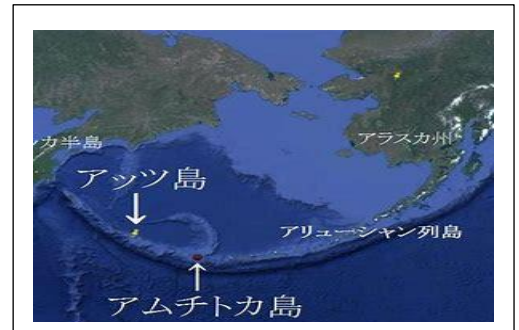 カ半島
アラスカ州
アッツ島
アリューシャン列島
アムチトカ島